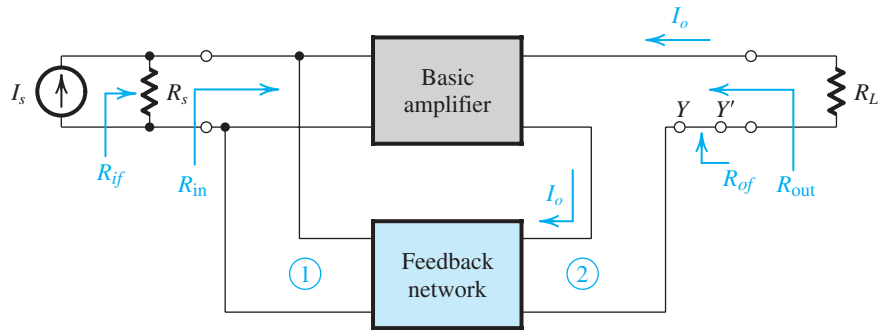 I_o
I_s
R_s
Basic
amplifier
R_L
Y
Y'
R_if
R_in
R_of
R_out
I_o
1
Feedback
network
2